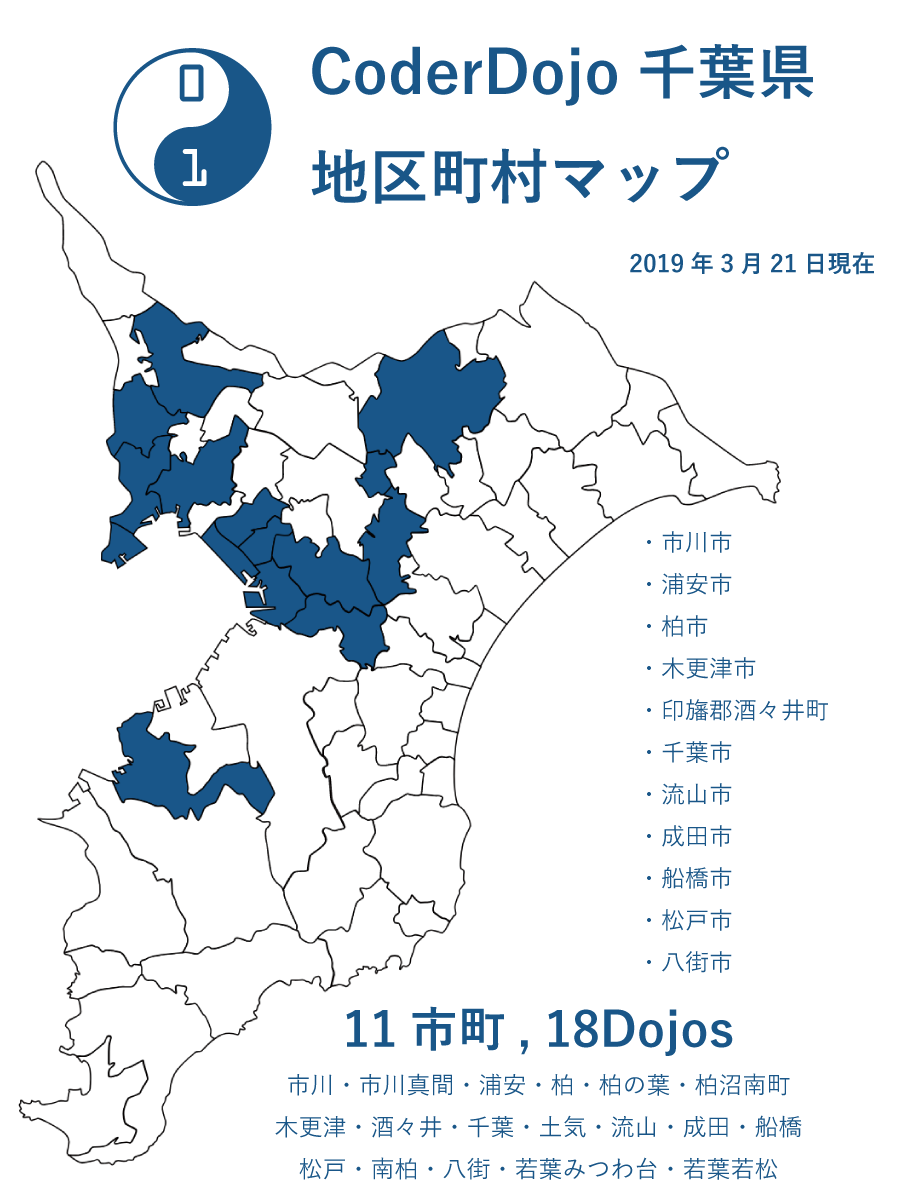 0
1
CoderDojo 千葉県
地区町村マップ
2019 年 3 月 21 日現在
・市川市
・浦安市
・柏市
・木更津市
・印旛郡酒々井町
・千葉市
・流山市
・成田市
・船橋市
・松戸市
・八街市
11 市町 , 18Dojos
市川・市川真間・浦安・柏・柏の葉・柏沼南町
木更津・酒々井・千葉・土気・流山・成田・船橋
松戸・南柏・八街・若葉みつわ台・若葉若松